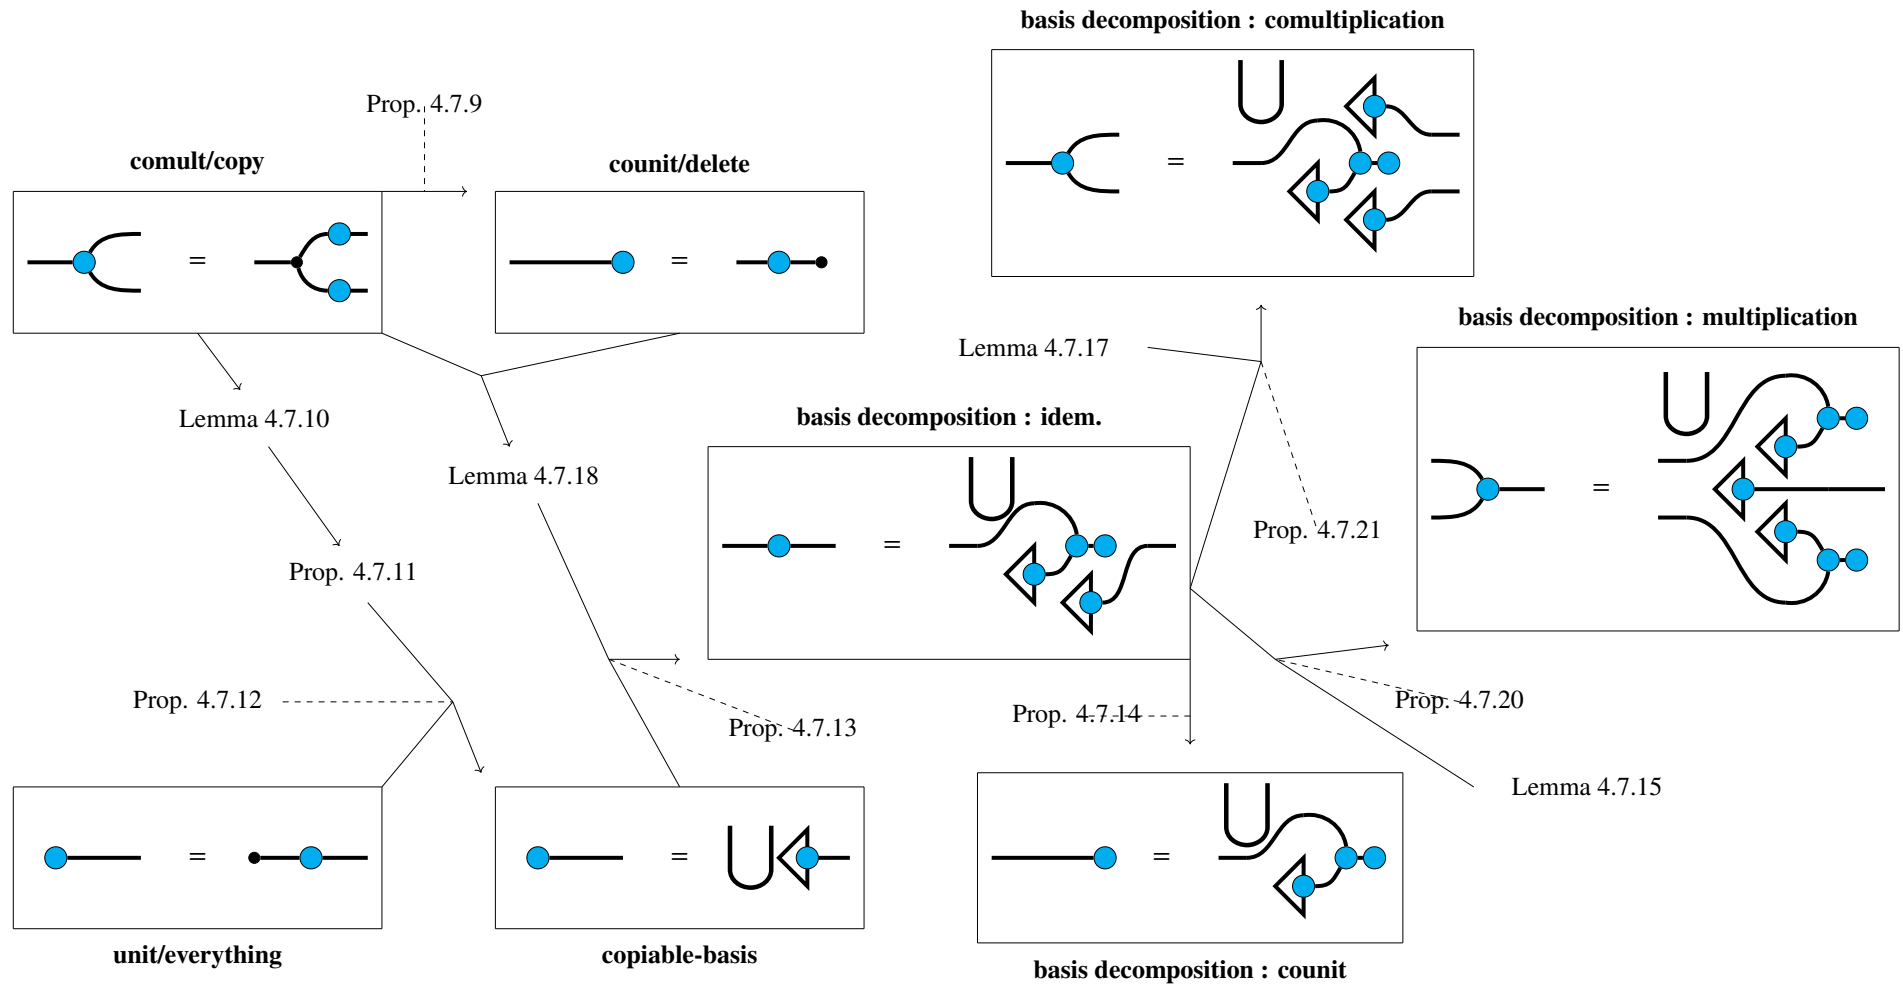 basis decomposition : comultiplication
Prop. 4.7.9
comult/copy
counit/delete
=
=
=
basis decomposition : multiplication
Lemma 4.7.17
Lemma 4.7.10
basis decomposition : idem.
Lemma 4.7.18
=
Prop. 4.7.21
=
Prop. 4.7.11
Prop. 4.7.12
Prop. 4.7.13
Prop. 4.7.14
Prop. 4.7.20
Lemma 4.7.15
=
=
=
unit/everything
copiable-basis
basis decomposition : counit